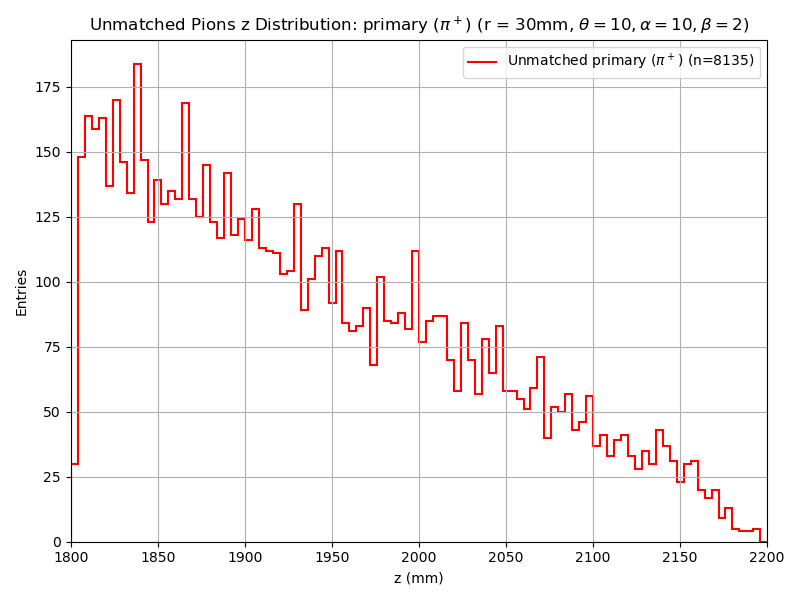 Unmatched Pions z Distribution: primary (π⁺) (r = 30mm, θ = 10, α = 10, β = 2)
Unmatched primary (π⁺) (n=8135)
175
150
125
100
75
50
25
0
Entries
1800 1850 1900 1950 2000 2050 2100 2150 2200
z (mm)